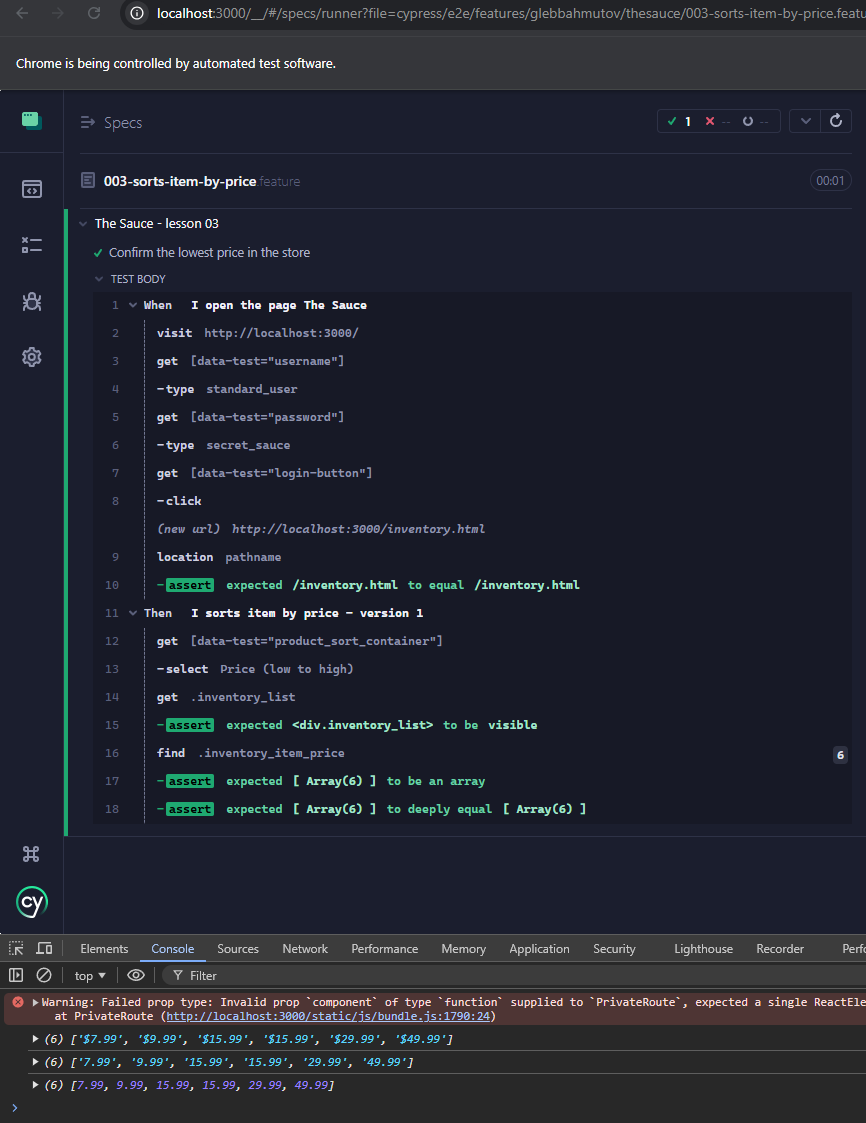 localhost:3000/__/#/specs/runner?file=cypress/e2e/features/glebbahmutov/thesauce/003-sorts-item-by-price.featu
Chrome is being controlled by automated test software.
Specs
1 -- --
003-sorts-item-by-price.feature 00:01
The Sauce - lesson 03
Confirm the lowest price in the store
TEST BODY
1 When I open the page The Sauce
2 visit http://localhost:3000/
3 get [data-test="username"]
4 -type standard_user
5 get [data-test="password"]
6 -type secret_sauce
7 get [data-test="login-button"]
8 -click
(new url) http://localhost:3000/inventory.html
9 location pathname
10 -assert expected /inventory.html to equal /inventory.html
11 Then I sorts item by price - version 1
12 get [data-test="product_sort_container"]
13 -select Price (low to high)
14 get .inventory_list
15 -assert expected <div.inventory_list> to be visible
16 find .inventory_item_price 6
17 -assert expected [ Array(6) ] to be an array
18 -assert expected [ Array(6) ] to deeply equal [ Array(6) ]
cy
Elements Console Sources Network Performance Memory Application Security Lighthouse Recorder Perfo
top Filter
Warning: Failed prop type: Invalid prop `component` of type `function` supplied to `PrivateRoute`, expected a single ReactEle
at PrivateRoute (http://localhost:3000/static/js/bundle.js:1790:24)
(6) ['$7.99', '$9.99', '$15.99', '$15.99', '$29.99', '$49.99']
(6) ['7.99', '9.99', '15.99', '15.99', '29.99', '49.99']
(6) [7.99, 9.99, 15.99, 15.99, 29.99, 49.99]